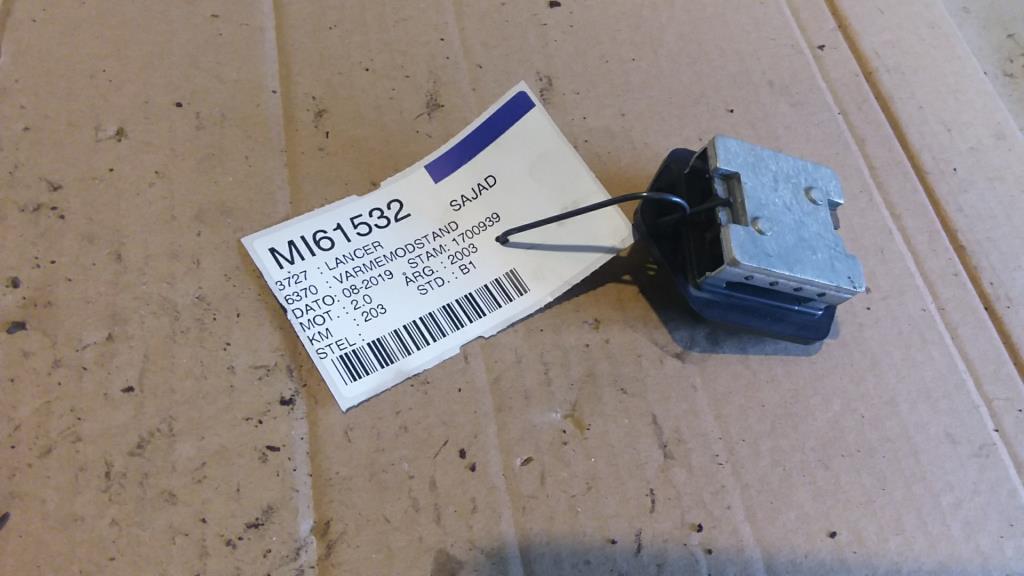 MI61532 SAJAD
3727 : LANCER
6370 : VARMEMODSTAND
DATO: 08-2019 STAM: 1700939
MOT. : 2.0 ÅRG.: 2003
KM : 203 STD.: B1
STEL :